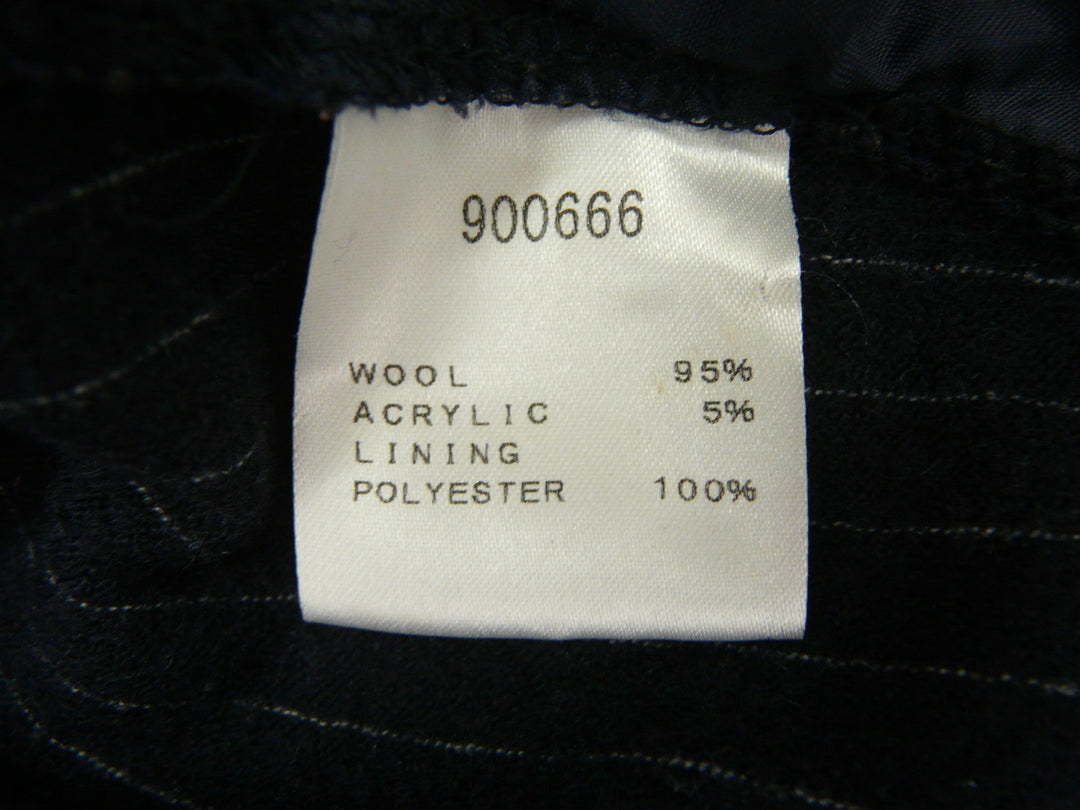 900666
WOOL 95%
ACRYLIC 5%
LINING
POLYESTER 100%